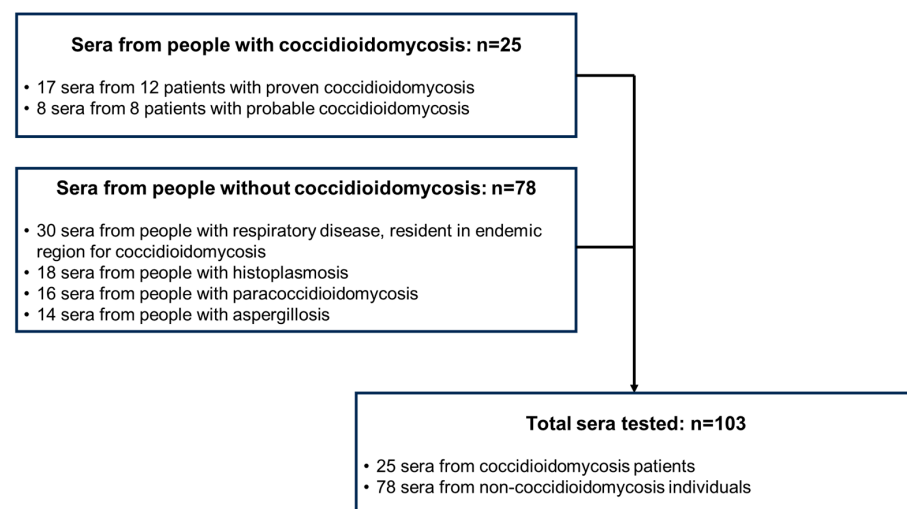 Sera from people with coccidioidomycosis: n=25
• 17 sera from 12 patients with proven coccidioidomycosis
• 8 sera from 8 patients with probable coccidioidomycosis
Sera from people without coccidioidomycosis: n=78
• 30 sera from people with respiratory disease, resident in endemic
region for coccidioidomycosis
• 18 sera from people with histoplasmosis
• 16 sera from people with paracoccidioidomycosis
• 14 sera from people with aspergillosis
Total sera tested: n=103
• 25 sera from coccidioidomycosis patients
• 78 sera from non-coccidioidomycosis individuals